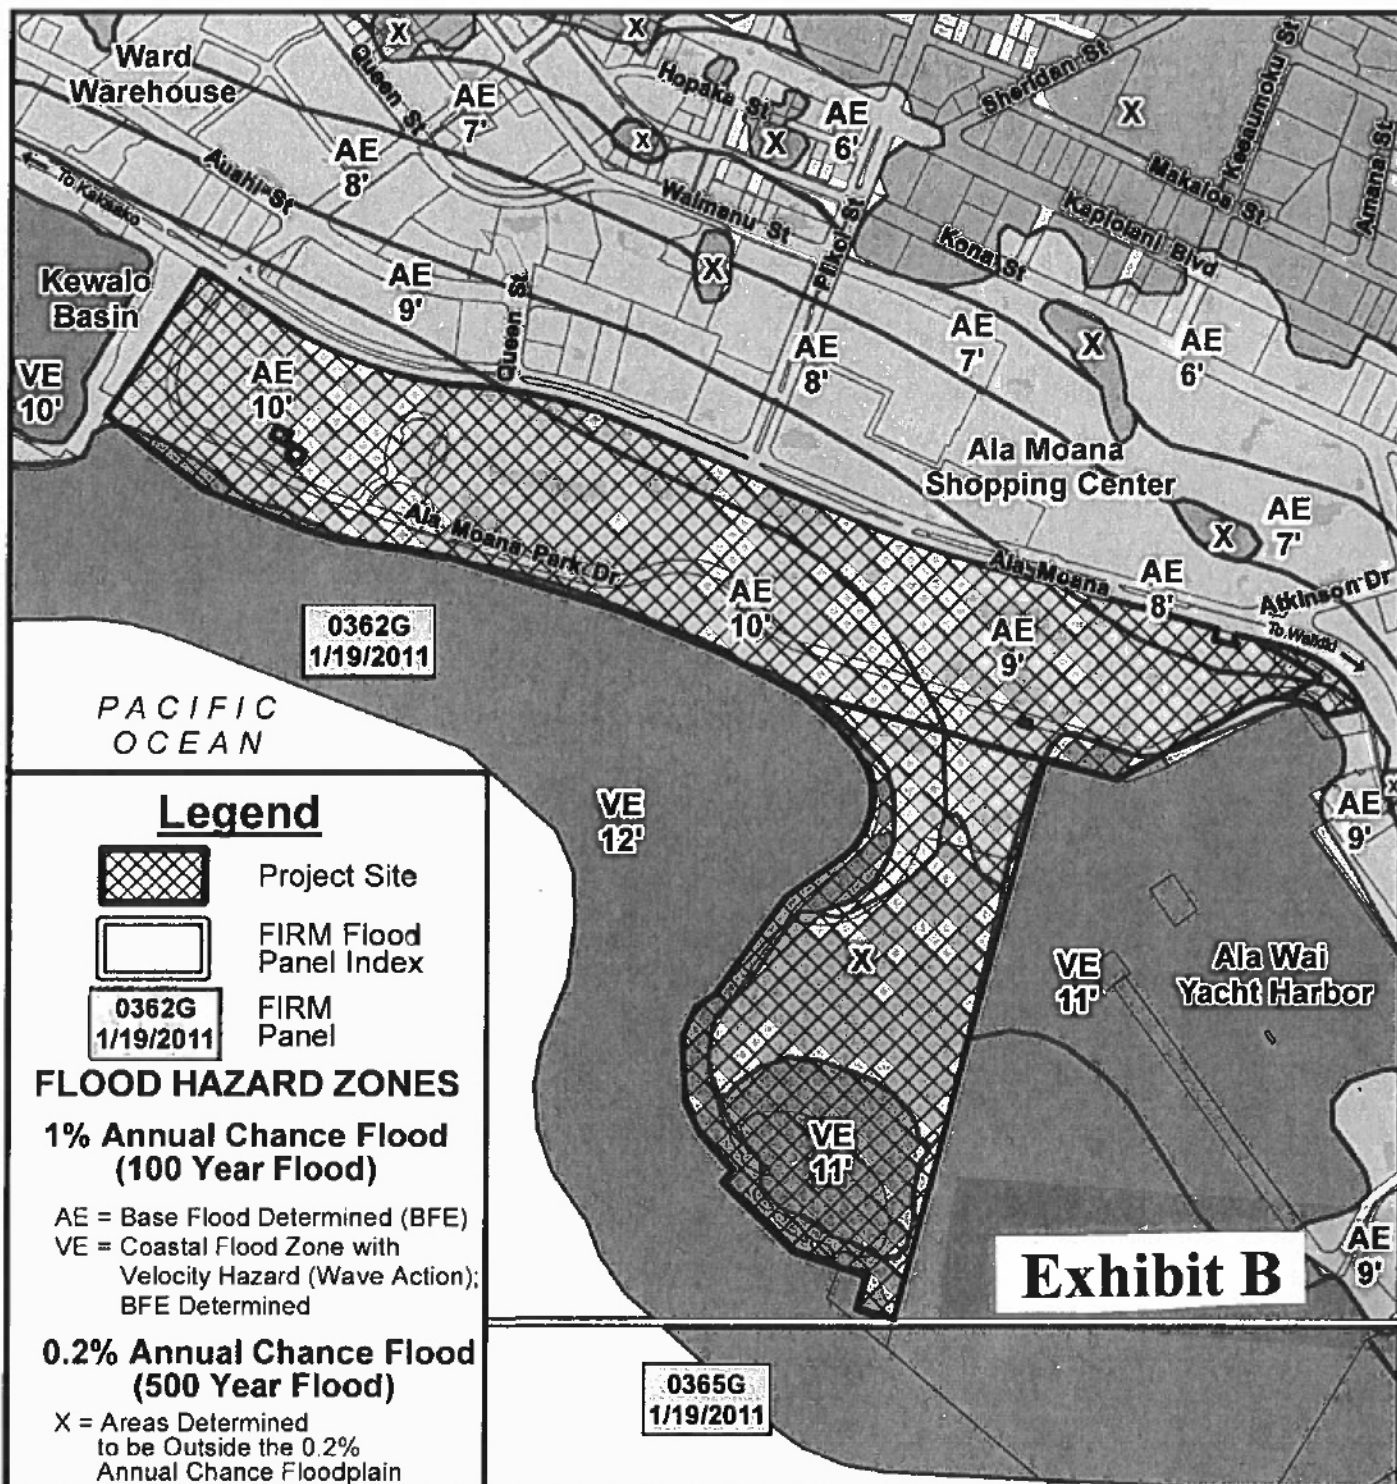 X
X
Ward
Warehouse
Queen St
AE
7'
Hopaka St
X
X
AE
6'
Sheridan St
X
Keeaumoku St
Makaloa St
Amana St
AE
8'
Auahi St
To Kakaako
Waimanu St
Piikoi St
Kona St
Kapiolani Blvd
Kewalo
Basin
AE
9'
Queen St
X
AE
7'
X
AE
6'
VE
10'
AE
10'
AE
8'
Ala Moana
Shopping Center
Ala Moana Park Dr
X
AE
7'
Ala Moana
AE
8'
Atkinson Dr
To Waikiki
AE
10'
AE
9'
0362G
1/19/2011
PACIFIC
OCEAN
VE
12'
AE
9'
X
X
VE
11'
Ala Wai
Yacht Harbor
VE
11'
AE
9'
Exhibit B
0365G
1/19/2011
Legend
Project Site
FIRM Flood
Panel Index
0362G
1/19/2011
FIRM
Panel
FLOOD HAZARD ZONES
1% Annual Chance Flood
(100 Year Flood)
AE = Base Flood Determined (BFE)
VE = Coastal Flood Zone with
Velocity Hazard (Wave Action);
BFE Determined
0.2% Annual Chance Flood
(500 Year Flood)
X = Areas Determined
to be Outside the 0.2%
Annual Chance Floodplain